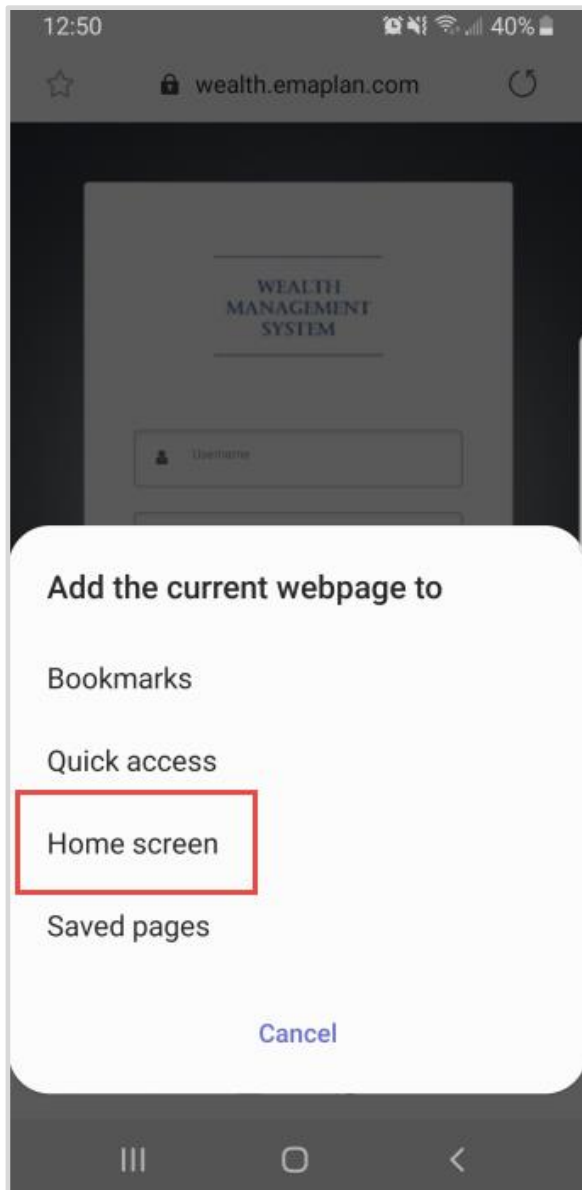 12:50 40%
wealth.emaplan.com
WEALTH
MANAGEMENT
SYSTEM
Username
Add the current webpage to
Bookmarks
Quick access
Home screen
Saved pages
Cancel